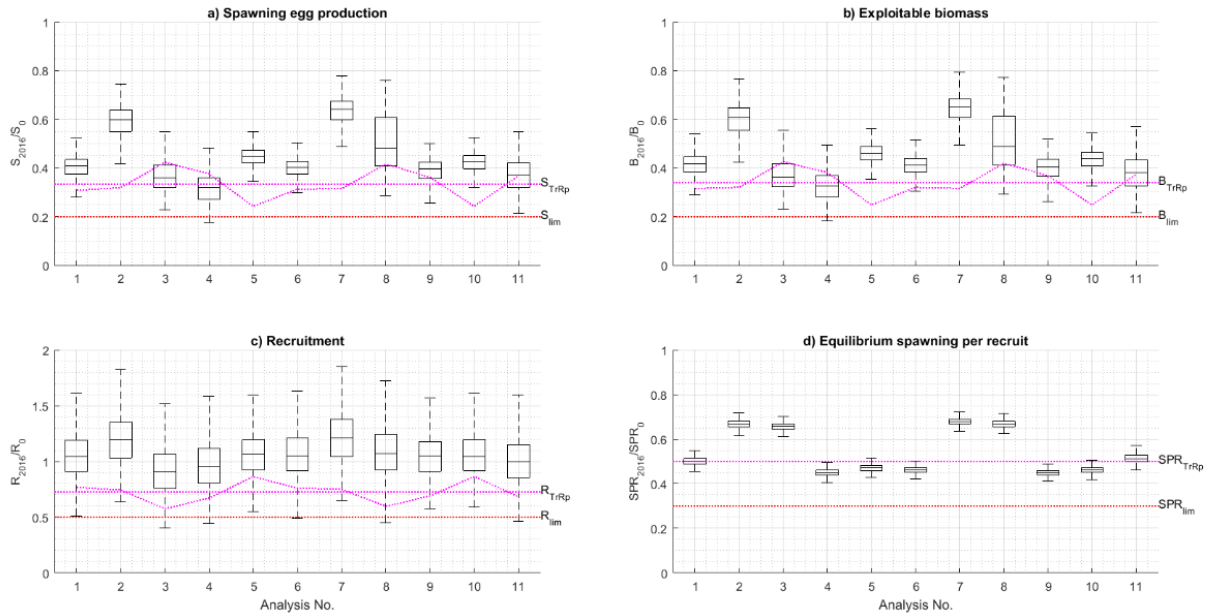 a) Spawning egg production
1
0.8
0.6
0.4
0.2
0
S2016/S0
STrRp
Slim
1 2 3 4 5 6 7 8 9 10 11
b) Exploitable biomass
1
0.8
0.6
0.4
0.2
0
B2016/B0
BTrRp
Blim
1 2 3 4 5 6 7 8 9 10 11
c) Recruitment
2
1.5
1
0.5
0
R2016/R0
RTrRp
Rlim
1 2 3 4 5 6 7 8 9 10 11
Analysis No.
d) Equilibrium spawning per recruit
1
0.8
0.6
0.4
0.2
0
SPR2016/SPR0
SPRTrRp
SPRlim
1 2 3 4 5 6 7 8 9 10 11
Analysis No.